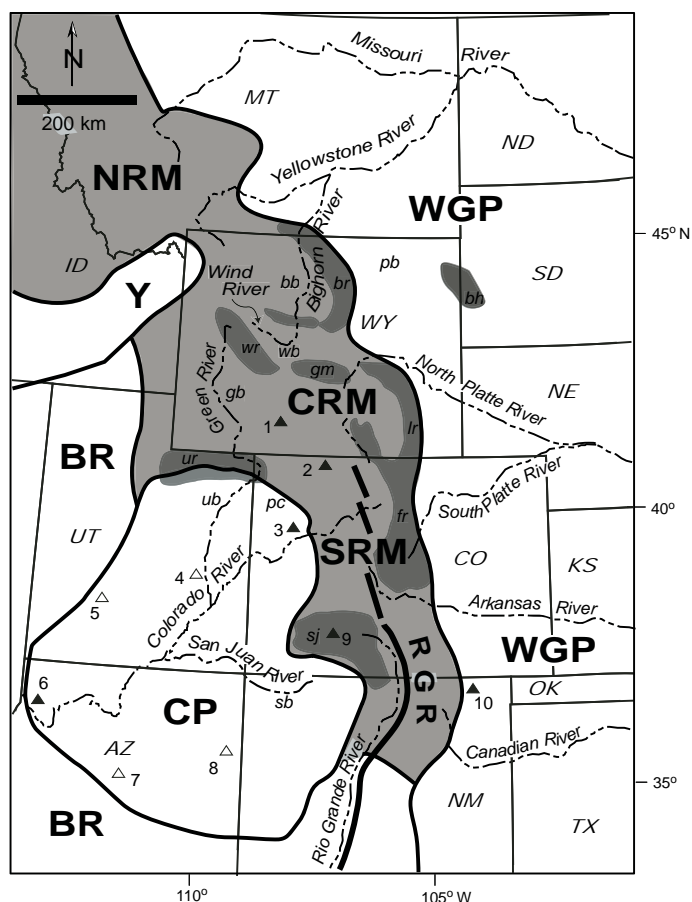 N
200 km
Missouri River
MT
ND
NRM
Yellowstone River
WGP
45° N
ID
Y
Wind River
Bighorn River
bb
br
pb
bh
SD
WY
wr
wb
gm
Green River
gb
CRM
North Platte River
NE
lr
1
BR
ur
2
ub
pc
South Platte River
40°
UT
3
fr
SRM
CO
KS
4
5
Colorado River
Arkansas River
San Juan River
sj
9
RGR
WGP
6
sb
10
OK
CP
AZ
7
8
Canadian River
Rio Grande River
35°
NM
BR
TX
110°
105° W